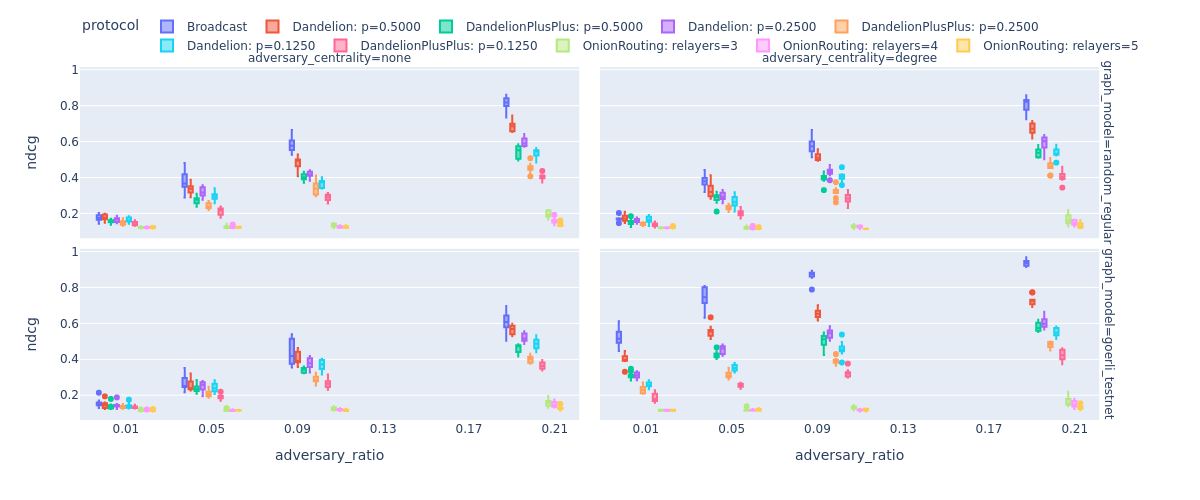 protocol
Broadcast Dandelion: p=0.5000 DandelionPlusPlus: p=0.5000 Dandelion: p=0.2500 DandelionPlusPlus: p=0.2500
Dandelion: p=0.1250 DandelionPlusPlus: p=0.1250 OnionRouting: relayers=3 OnionRouting: relayers=4 OnionRouting: relayers=5
adversary_centrality=none adversary_centrality=degree
1
0.8
0.6
0.4
0.2
ndcg
graph_model=random_regular
1
0.8
0.6
0.4
0.2
ndcg
graph_model=goerli_testnet
0.01 0.05 0.09 0.13 0.17 0.21 0.01 0.05 0.09 0.13 0.17 0.21
adversary_ratio adversary_ratio